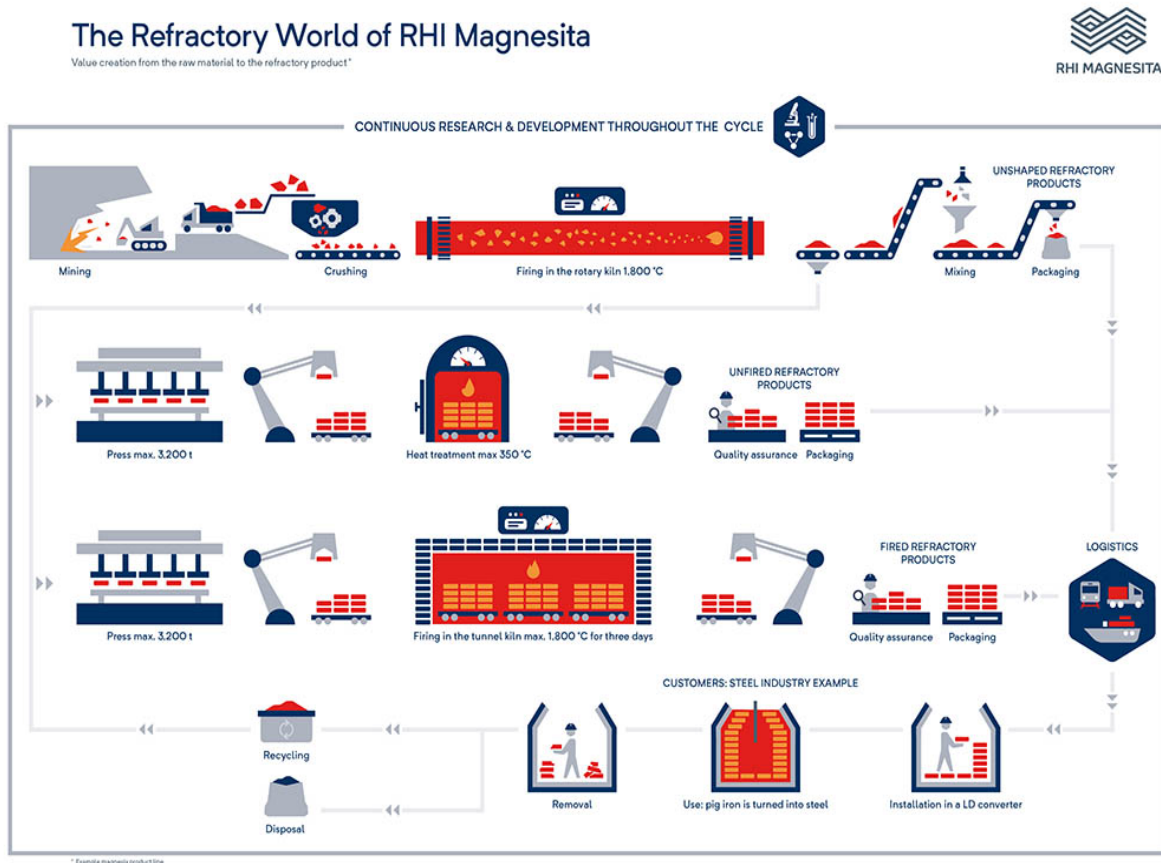 The Refractory World of RHI Magnesita
Value creation from the raw material to the refractory product*
RHI MAGNESITA
CONTINUOUS RESEARCH & DEVELOPMENT THROUGHOUT THE CYCLE
UNSHAPED REFRACTORY
PRODUCTS
Mining
Crushing
Firing in the rotary kiln 1,800 °C
Mixing
Packaging
UNFIRED REFRACTORY
PRODUCTS
Press max. 3,200 t
Heat treatment max 350 °C
Quality assurance
Packaging
FIRED REFRACTORY
PRODUCTS
LOGISTICS
Press max. 3,200 t
Firing in the tunnel kiln max. 1,800 °C for three days
Quality assurance
Packaging
CUSTOMERS: STEEL INDUSTRY EXAMPLE
Recycling
Disposal
Removal
Use: pig iron is turned into steel
Installation in a LD converter
* Example magnesia product line